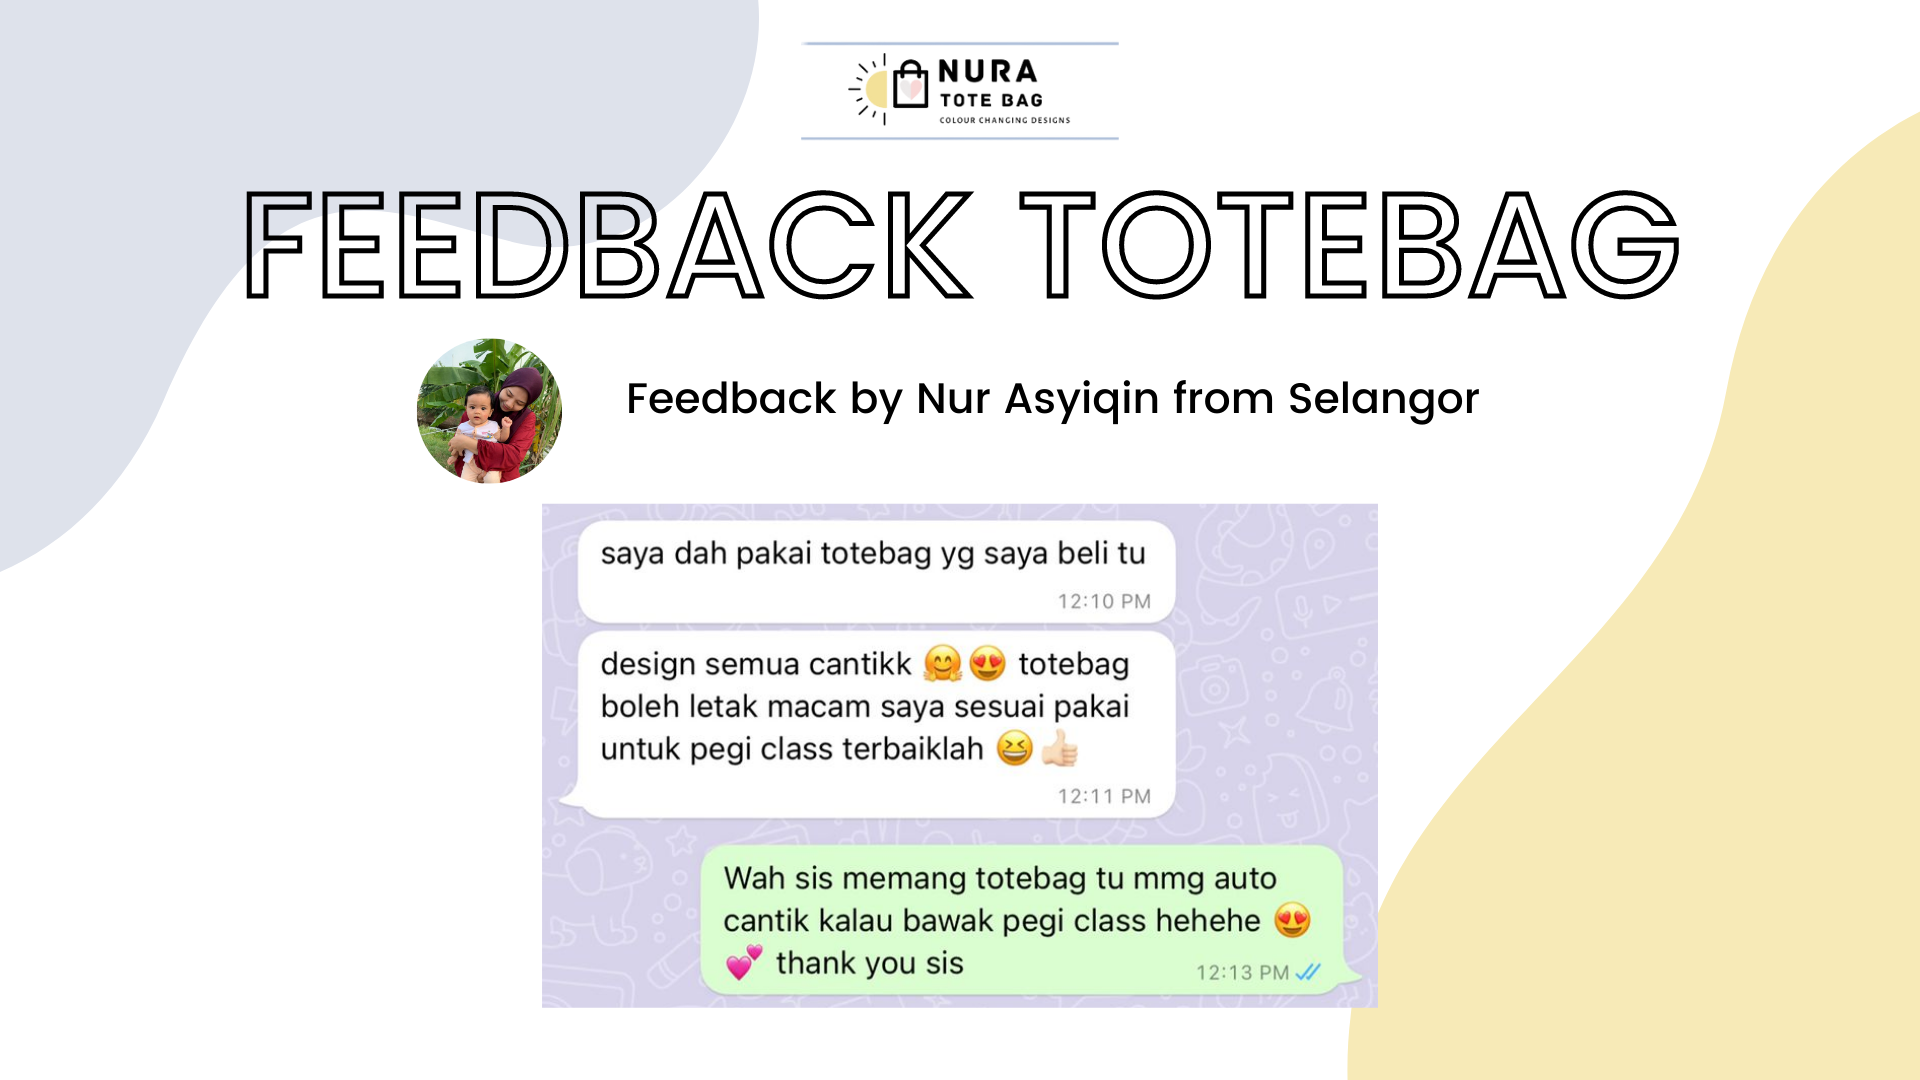 NURA
TOTE BAG
COLOUR CHANGING DESIGNS
FEEDBACK TOTEBAG
Feedback by Nur Asyiqin from Selangor
saya dah pakai totebag yg saya beli tu
12:10 PM
design semua cantikk 🤗😍 totebag
boleh letak macam saya sesuai pakai
untuk pegi class terbaiklah 😆👍🏻
12:11 PM
Wah sis memang totebag tu mmg auto
cantik kalau bawak pegi class hehehe 😍
💕 thank you sis
12:13 PM